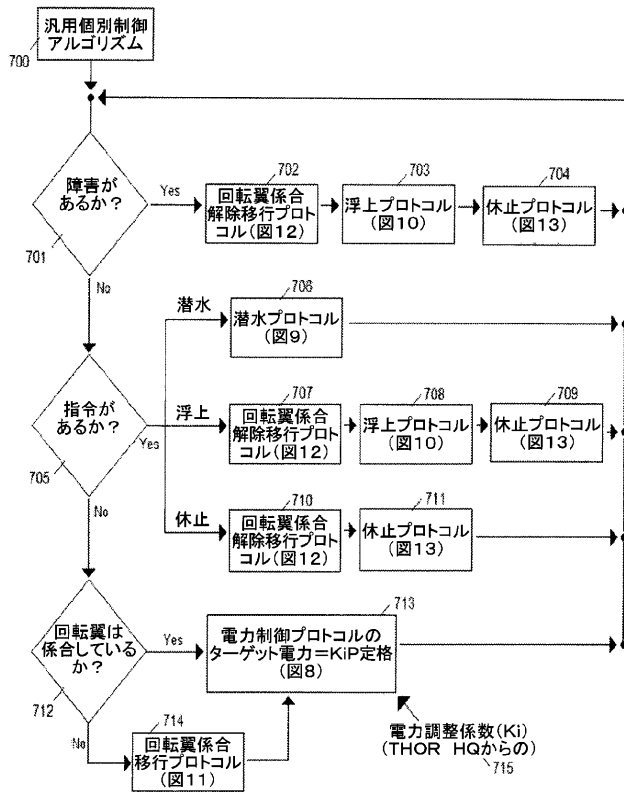 汎用個別制御
アルゴリズム
700
障害が
あるか？
701
Yes
No
702
回転翼係合
解除移行プロト
コル(図12)
703
浮上プロトコル
(図10)
704
休止プロトコル
(図13)
指令が
あるか？
705
Yes
No
潜水
706
潜水プロトコル
(図9)
浮上
707
回転翼係合
解除移行プロト
コル(図12)
708
浮上プロトコル
(図10)
709
休止プロトコル
(図13)
休止
710
回転翼係合
解除移行プロト
コル(図12)
711
休止プロトコル
(図13)
回転翼は
係合している
か？
712
Yes
No
713
電力制御プロトコルの
ターゲット電力＝KiP定格
(図8)
714
回転翼係合
移行プロトコル
(図11)
電力調整係数(Ki)
(THOR HQからの)
715